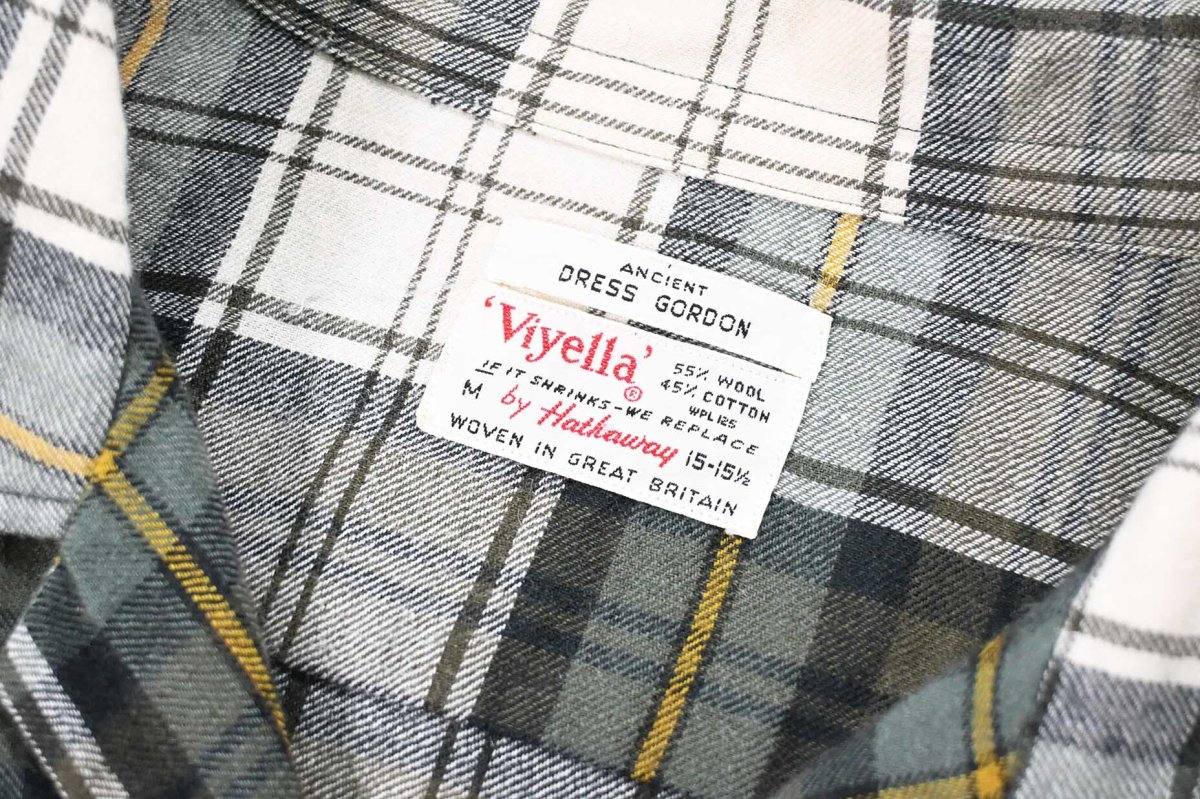 ANCIENT
DRESS GORDON
'Viyella'®
55% WOOL
45% COTTON
WPL 125
IF IT SHRINKS-WE REPLACE
M by Hathaway 15-15½
WOVEN IN GREAT BRITAIN